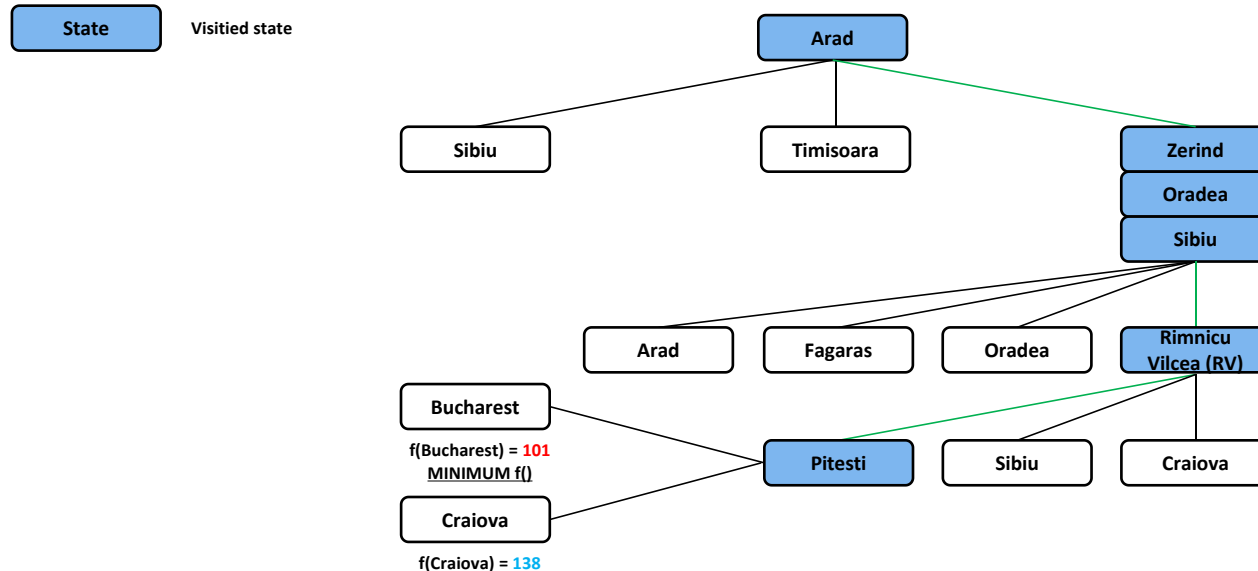 State
Visitied state
Arad
Sibiu
Timisoara
Zerind
Oradea
Sibiu
Arad
Fagaras
Oradea
Rimnicu
Vilcea (RV)
Bucharest
f(Bucharest) = 101
MINIMUM f()
Pitesti
Sibiu
Craiova
Craiova
f(Craiova) = 138